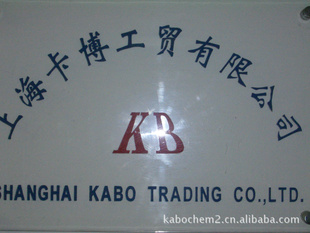 上海卡博工贸有限公司
KB
SHANGHAI KABO TRADING CO.,LTD.
kabochem2.cn.alibaba.com